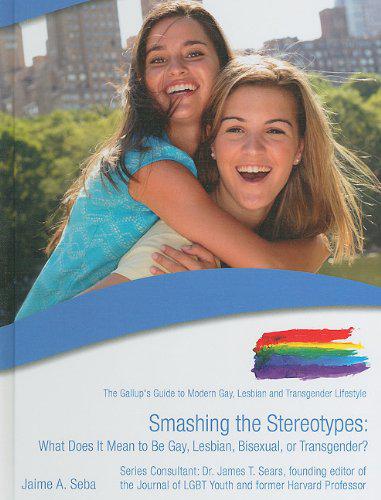 The Gallup's Guide to Modern Gay, Lesbian and Transgender Lifestyle
Smashing the Stereotypes:
What Does It Mean to Be Gay, Lesbian, Bisexual, or Transgender?
Series Consultant: Dr. James T. Sears, founding editor of
Jaime A. Seba
the Journal of LGBT Youth and former Harvard Professor